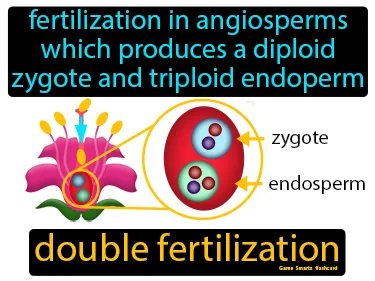 fertilization in angiosperms
which produces a diploid
zygote and triploid endoperm
zygote
endosperm
double fertilization
Game Smartz flashcard